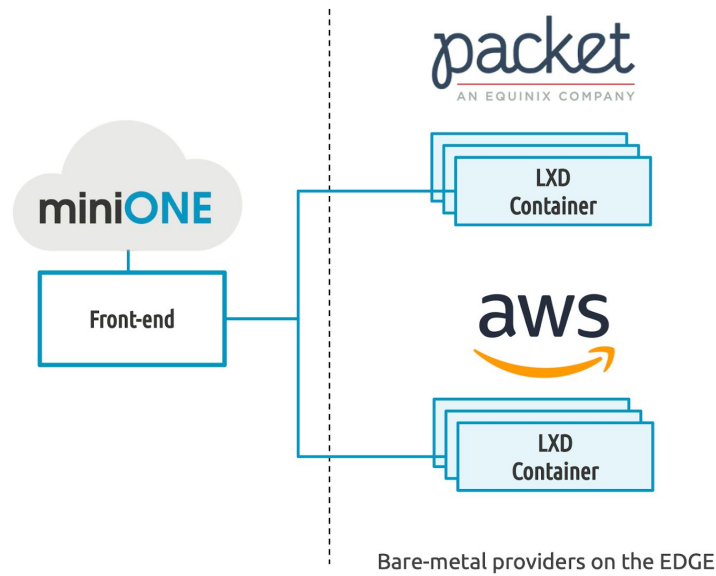 packet
AN EQUINIX COMPANY
LXD
Container
miniONE
Front-end
aws
LXD
Container
Bare-metal providers on the EDGE